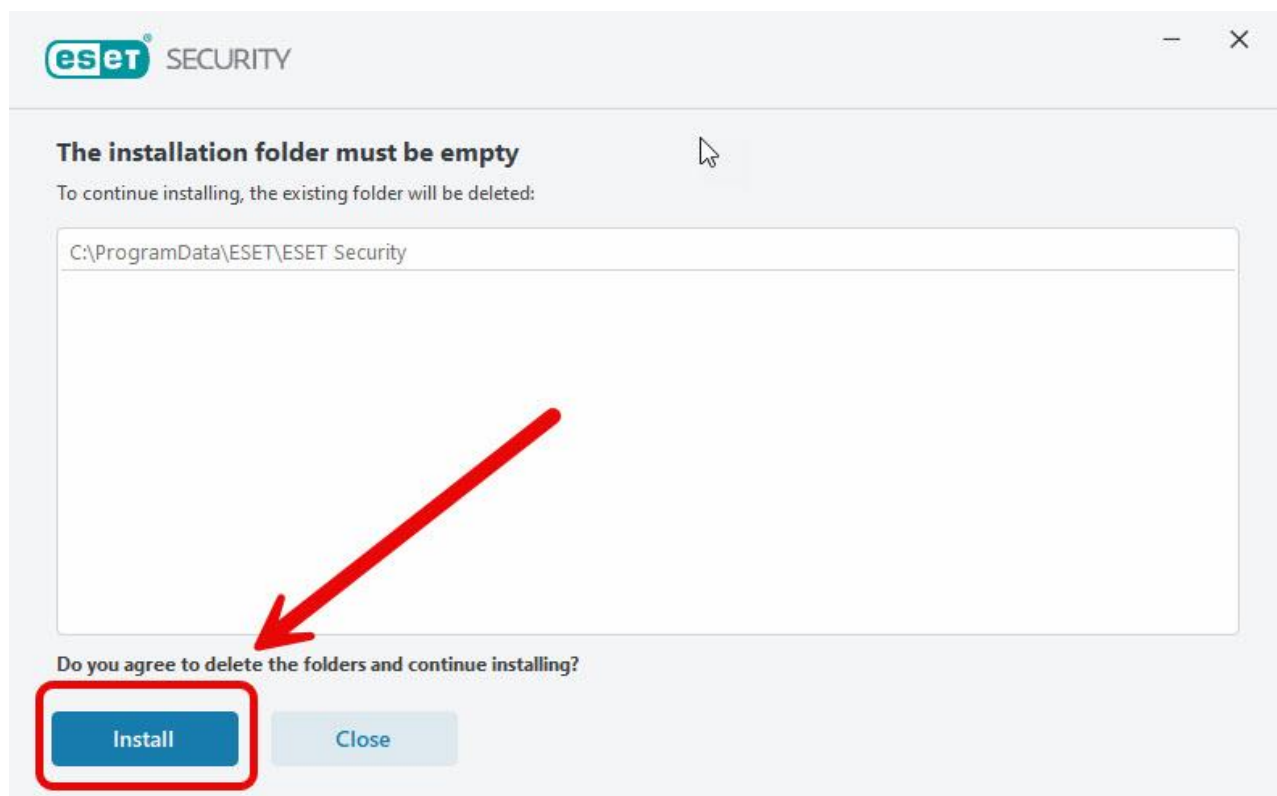 eset® SECURITY
The installation folder must be empty
To continue installing, the existing folder will be deleted:
C:\ProgramData\ESET\ESET Security
Do you agree to delete the folders and continue installing?
Install Close